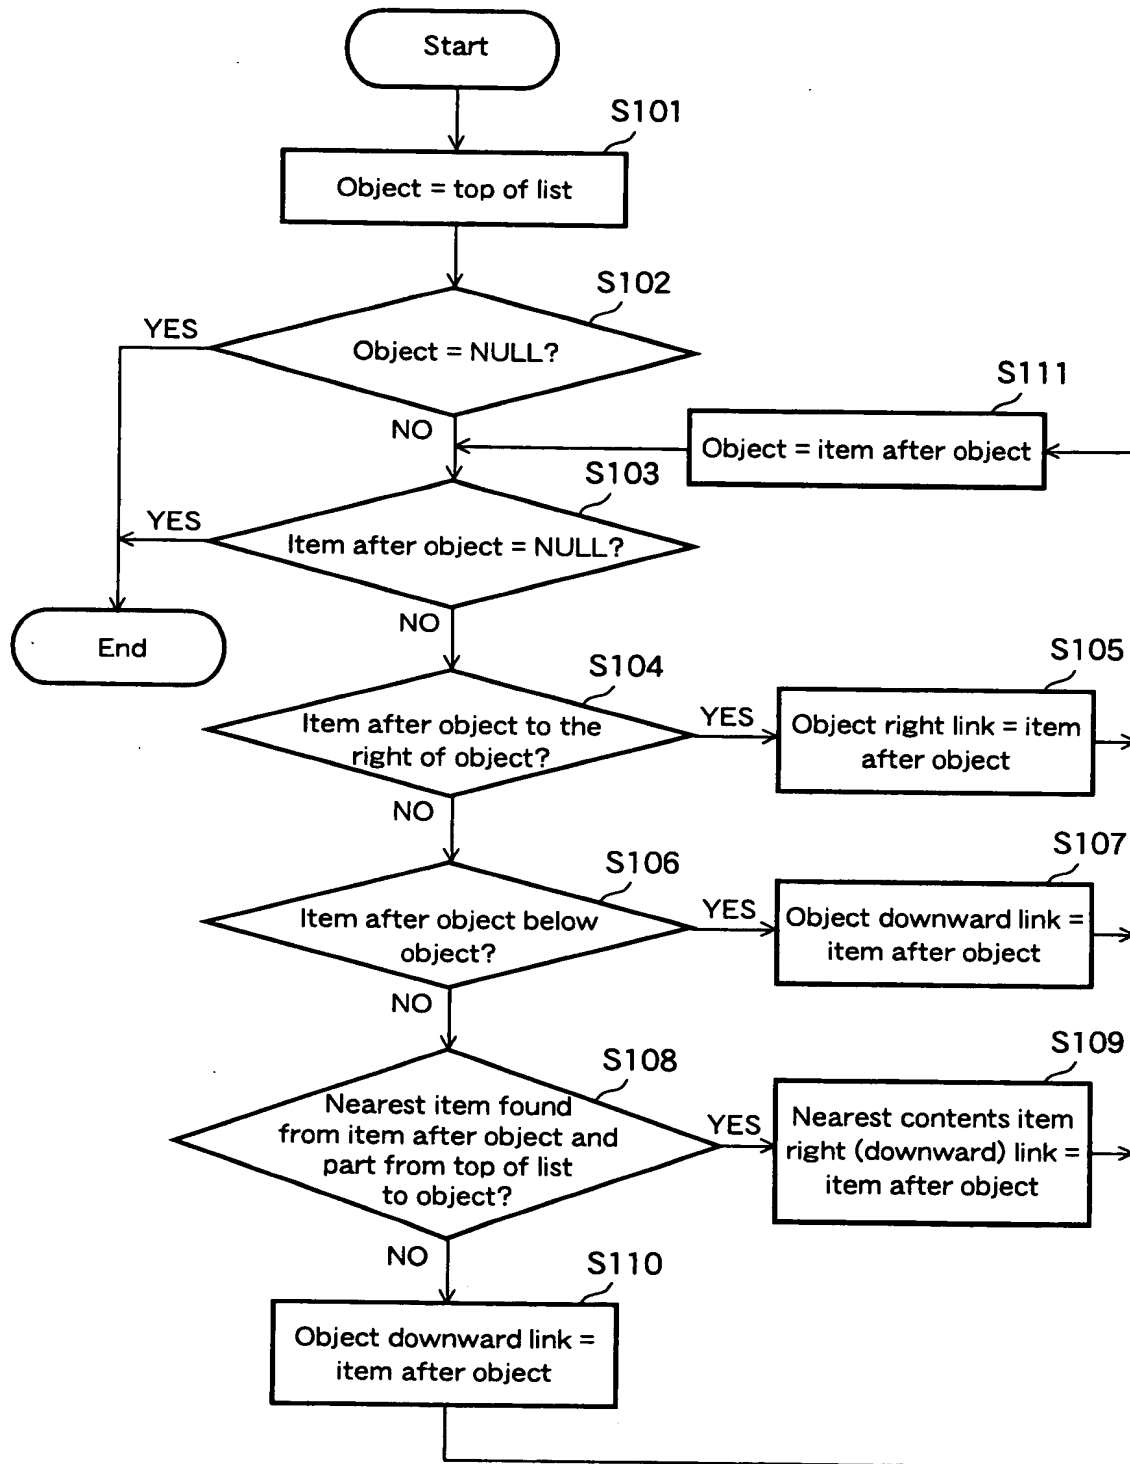 Start
S101
Object = top of list
S102
YES
Object = NULL?
S111
NO
Object = item after object
S103
YES
Item after object = NULL?
NO
End
S104
S105
Item after object to the
right of object?
YES
Object right link = item
after object
NO
S106
S107
Item after object below
object?
YES
Object downward link =
item after object
NO
S108
S109
Nearest item found
from item after object and
part from top of list
to object?
YES
Nearest contents item
right (downward) link =
item after object
NO
S110
Object downward link =
item after object